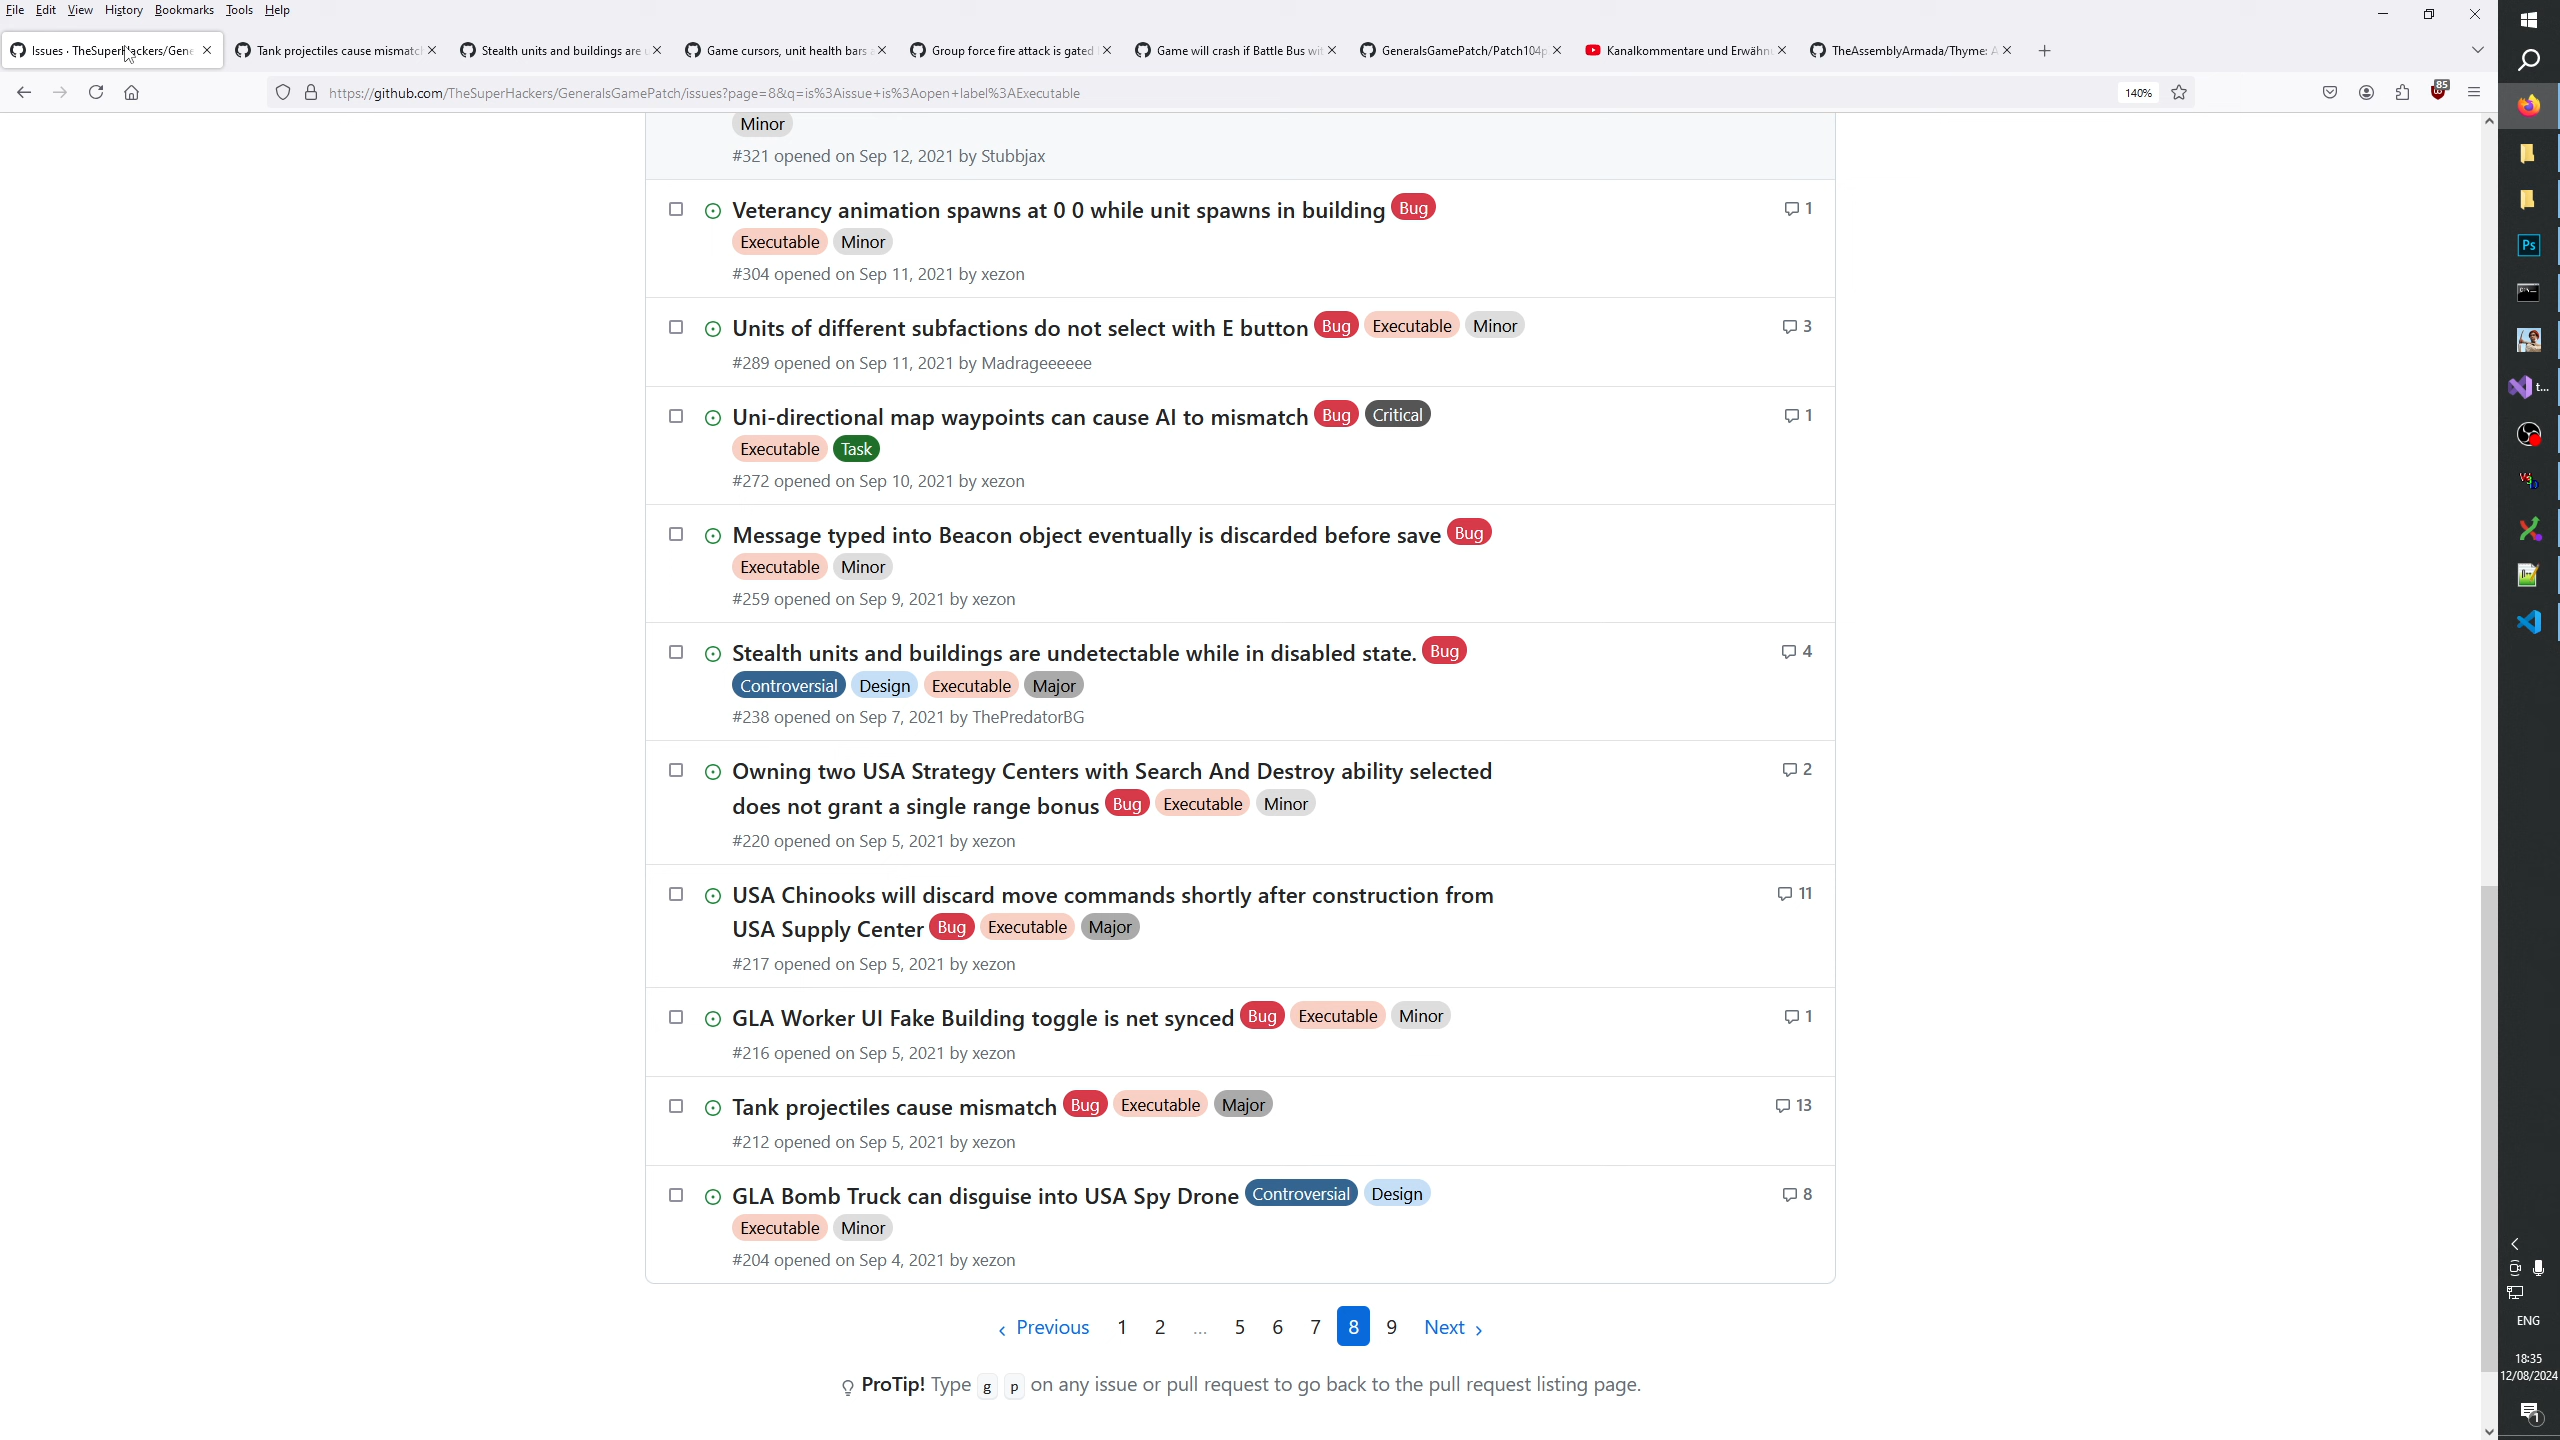 File Edit View History Bookmarks Tools Help
Issues · TheSuperHackers/Gene
Tank projectiles cause mismatc
Stealth units and buildings are
Game cursors, unit health bars
Group force fire attack is gated
Game will crash if Battle Bus wit
GeneralsGamePatch/Patch104p
Kanalkommentare und Erwähn
TheAssemblyArmada/Thyme: A
https://github.com/TheSuperHackers/GeneralsGamePatch/issues?page=8&q=is%3Aissue+is%3Aopen+label%3AExecutable
140%
85
Minor
#321 opened on Sep 12, 2021 by Stubbjax
Veterancy animation spawns at 0 0 while unit spawns in building Bug 1
Executable Minor
#304 opened on Sep 11, 2021 by xezon
Units of different subfactions do not select with E button Bug Executable Minor 3
#289 opened on Sep 11, 2021 by Madrageeeeee
Uni-directional map waypoints can cause AI to mismatch Bug Critical 1
Executable Task
#272 opened on Sep 10, 2021 by xezon
Message typed into Beacon object eventually is discarded before save Bug
Executable Minor
#259 opened on Sep 9, 2021 by xezon
Stealth units and buildings are undetectable while in disabled state. Bug 4
Controversial Design Executable Major
#238 opened on Sep 7, 2021 by ThePredatorBG
Owning two USA Strategy Centers with Search And Destroy ability selected 2
does not grant a single range bonus Bug Executable Minor
#220 opened on Sep 5, 2021 by xezon
USA Chinooks will discard move commands shortly after construction from 11
USA Supply Center Bug Executable Major
#217 opened on Sep 5, 2021 by xezon
GLA Worker UI Fake Building toggle is net synced Bug Executable Minor 1
#216 opened on Sep 5, 2021 by xezon
Tank projectiles cause mismatch Bug Executable Major 13
#212 opened on Sep 5, 2021 by xezon
GLA Bomb Truck can disguise into USA Spy Drone Controversial Design 8
Executable Minor
#204 opened on Sep 4, 2021 by xezon
‹ Previous 1 2 … 5 6 7 8 9 Next ›
ProTip! Type g p on any issue or pull request to go back to the pull request listing page.
Ps
t...
ENG
18:35
12/08/2024
1